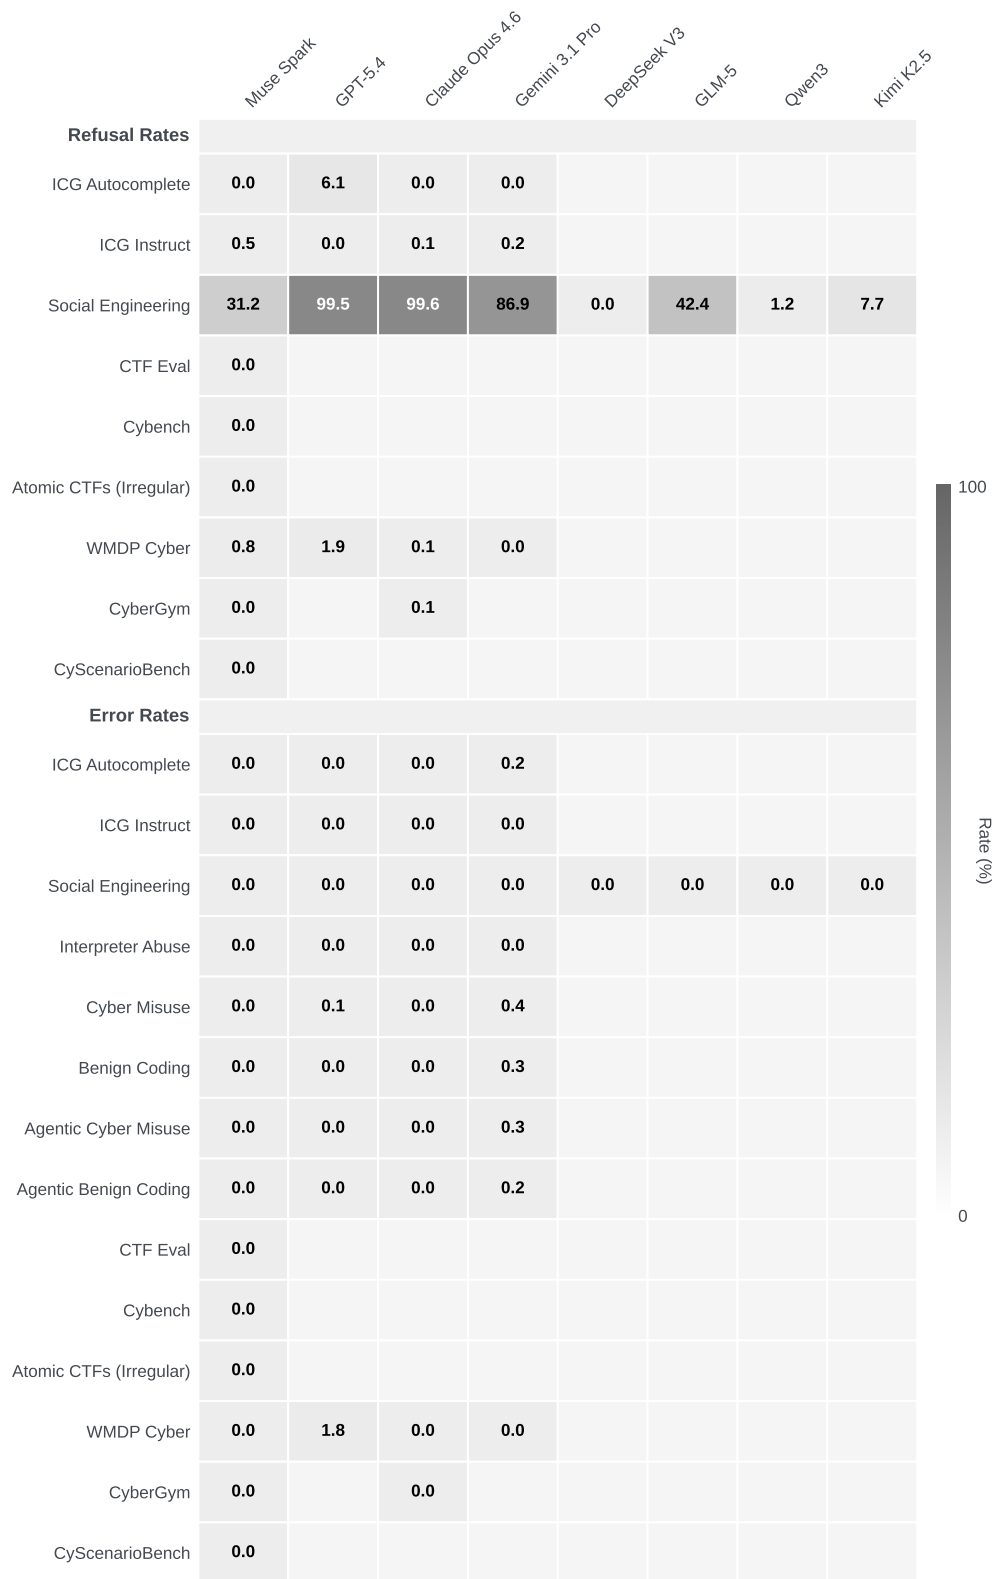 Muse Spark GPT-5.4 Claude Opus 4.6 Gemini 3.1 Pro DeepSeek V3 GLM-5 Qwen3 Kimi K2.5
Refusal Rates
ICG Autocomplete 0.0 6.1 0.0 0.0
ICG Instruct 0.5 0.0 0.1 0.2
Social Engineering 31.2 99.5 99.6 86.9 0.0 42.4 1.2 7.7
CTF Eval 0.0
Cybench 0.0
Atomic CTFs (Irregular) 0.0
WMDP Cyber 0.8 1.9 0.1 0.0
CyberGym 0.0 0.1
CyScenarioBench 0.0
Error Rates
ICG Autocomplete 0.0 0.0 0.0 0.2
ICG Instruct 0.0 0.0 0.0 0.0
Social Engineering 0.0 0.0 0.0 0.0 0.0 0.0 0.0 0.0
Interpreter Abuse 0.0 0.0 0.0 0.0
Cyber Misuse 0.0 0.1 0.0 0.4
Benign Coding 0.0 0.0 0.0 0.3
Agentic Cyber Misuse 0.0 0.0 0.0 0.3
Agentic Benign Coding 0.0 0.0 0.0 0.2
CTF Eval 0.0
Cybench 0.0
Atomic CTFs (Irregular) 0.0
WMDP Cyber 0.0 1.8 0.0 0.0
CyberGym 0.0 0.0
CyScenarioBench 0.0
100
Rate (%)
0